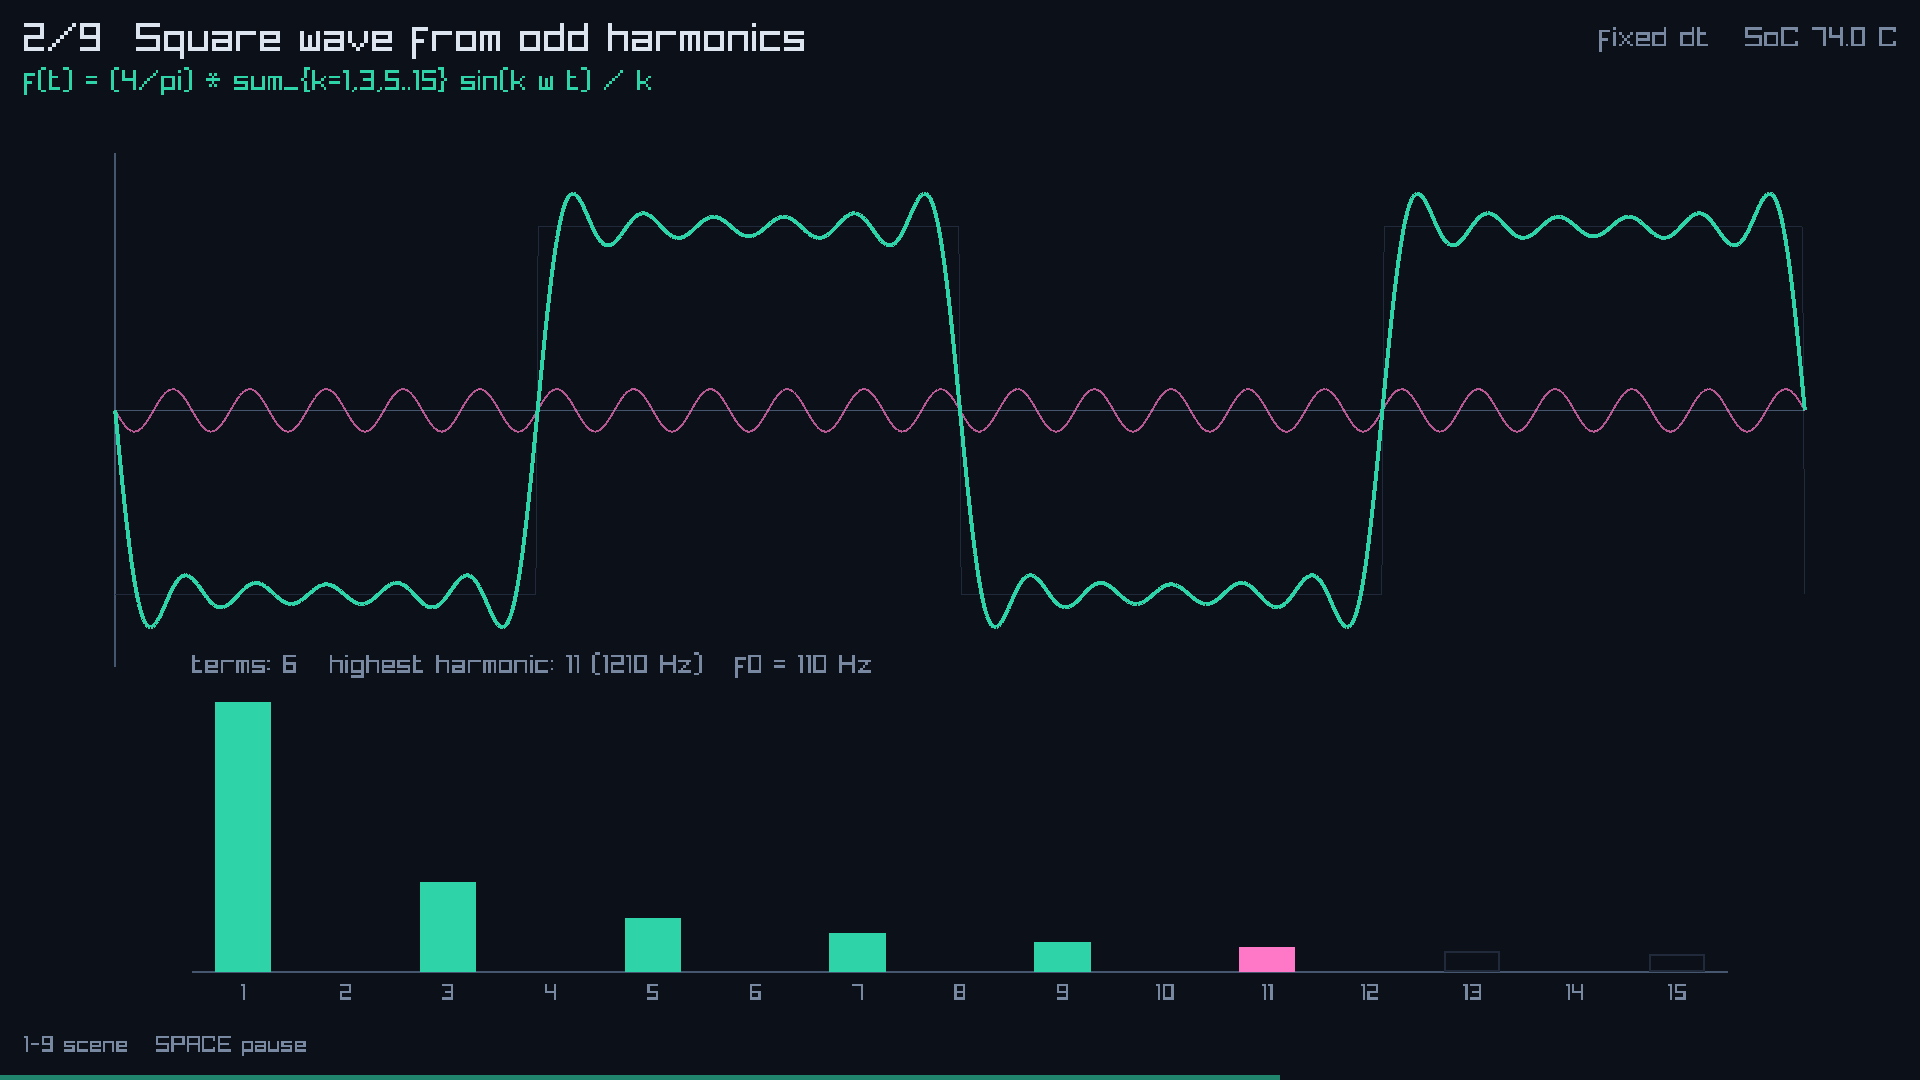 2/9 Square wave from odd harmonics
fixed dt SoC 74.0 C
f(t) = (4/pi) * sum_{k=1,3,5..15} sin(k w t) / k
terms: 6 highest harmonic: 11 (1210 Hz) f0 = 110 Hz
1 2 3 4 5 6 7 8 9 10 11 12 13 14 15
1-9 scene SPACE pause